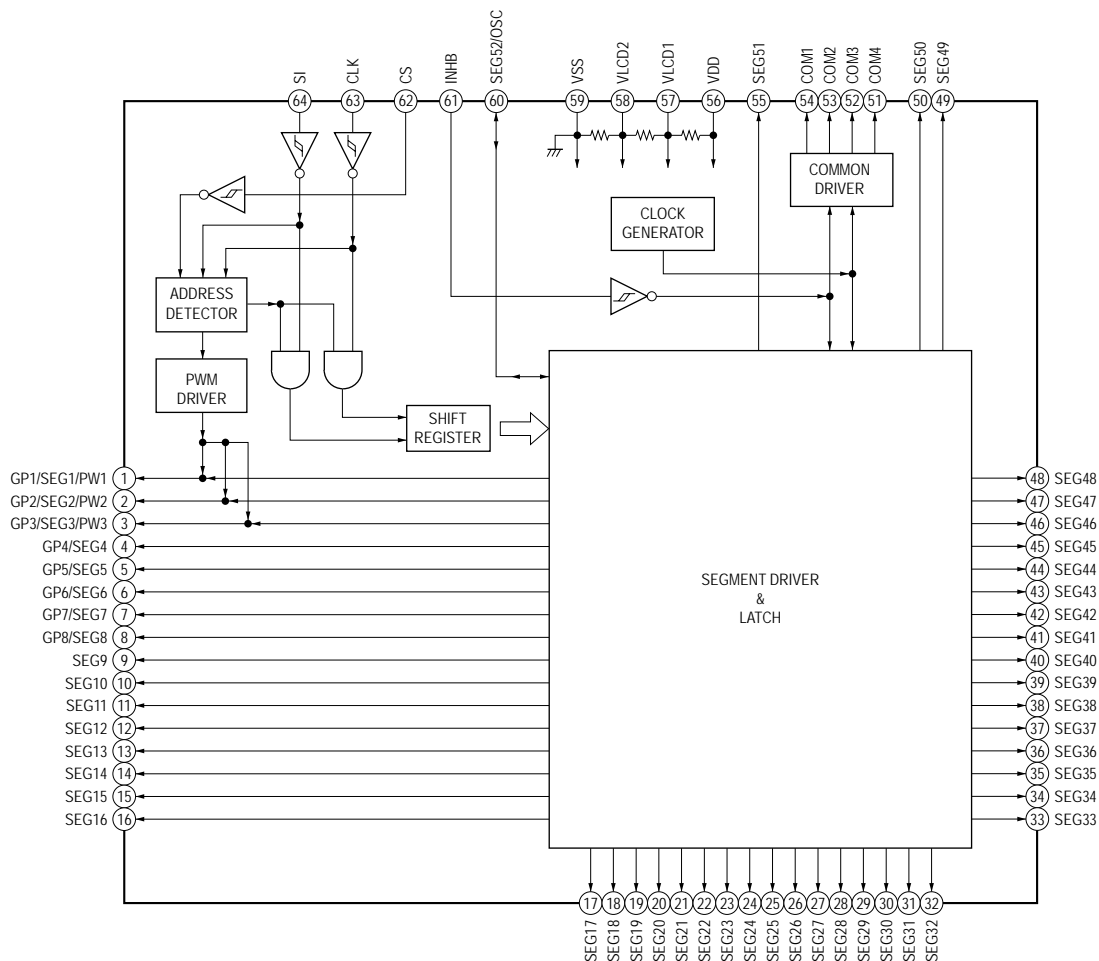 SI
CLK
CS
INHB
SEG52/OSC
VSS
VLCD2
VLCD1
VDD
SEG51
COM1
COM2
COM3
COM4
SEG50
SEG49
64
63
62
61
60
59
58
57
56
55
54
53
52
51
50
49
COMMON
DRIVER
CLOCK
GENERATOR
ADDRESS
DETECTOR
PWM
DRIVER
SHIFT
REGISTER
SEGMENT DRIVER
&
LATCH
GP1/SEG1/PW1 1
GP2/SEG2/PW2 2
GP3/SEG3/PW3 3
GP4/SEG4 4
GP5/SEG5 5
GP6/SEG6 6
GP7/SEG7 7
GP8/SEG8 8
SEG9 9
SEG10 10
SEG11 11
SEG12 12
SEG13 13
SEG14 14
SEG15 15
SEG16 16
48 SEG48
47 SEG47
46 SEG46
45 SEG45
44 SEG44
43 SEG43
42 SEG42
41 SEG41
40 SEG40
39 SEG39
38 SEG38
37 SEG37
36 SEG36
35 SEG35
34 SEG34
33 SEG33
17
18
19
20
21
22
23
24
25
26
27
28
29
30
31
32
SEG17
SEG18
SEG19
SEG20
SEG21
SEG22
SEG23
SEG24
SEG25
SEG26
SEG27
SEG28
SEG29
SEG30
SEG31
SEG32